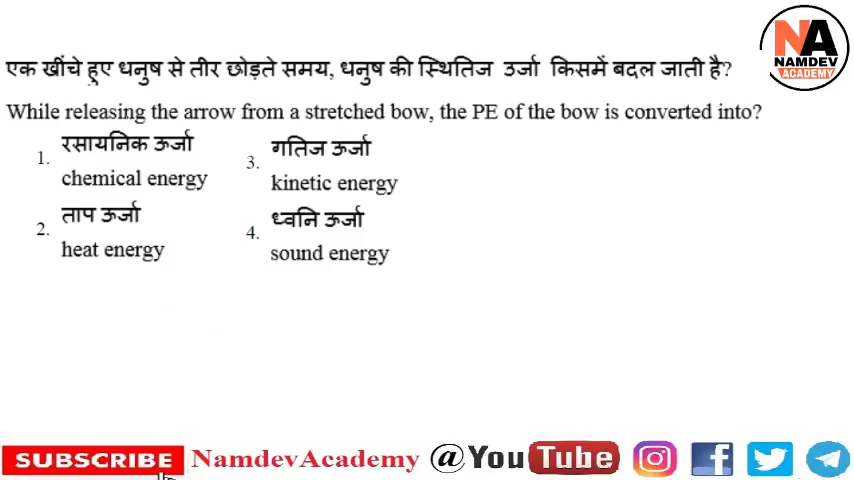 NA
NAMDEV
ACADEMY
एक खींचे हुए धनुष से तीर छोड़ते समय, धनुष की स्थितिज उर्जा किसमें बदल जाती है?
While releasing the arrow from a stretched bow, the PE of the bow is converted into?
1. रसायनिक ऊर्जा
chemical energy
3. गतिज ऊर्जा
kinetic energy
2. ताप ऊर्जा
heat energy
4. ध्वनि ऊर्जा
sound energy
SUBSCRIBE NamdevAcademy @YouTube